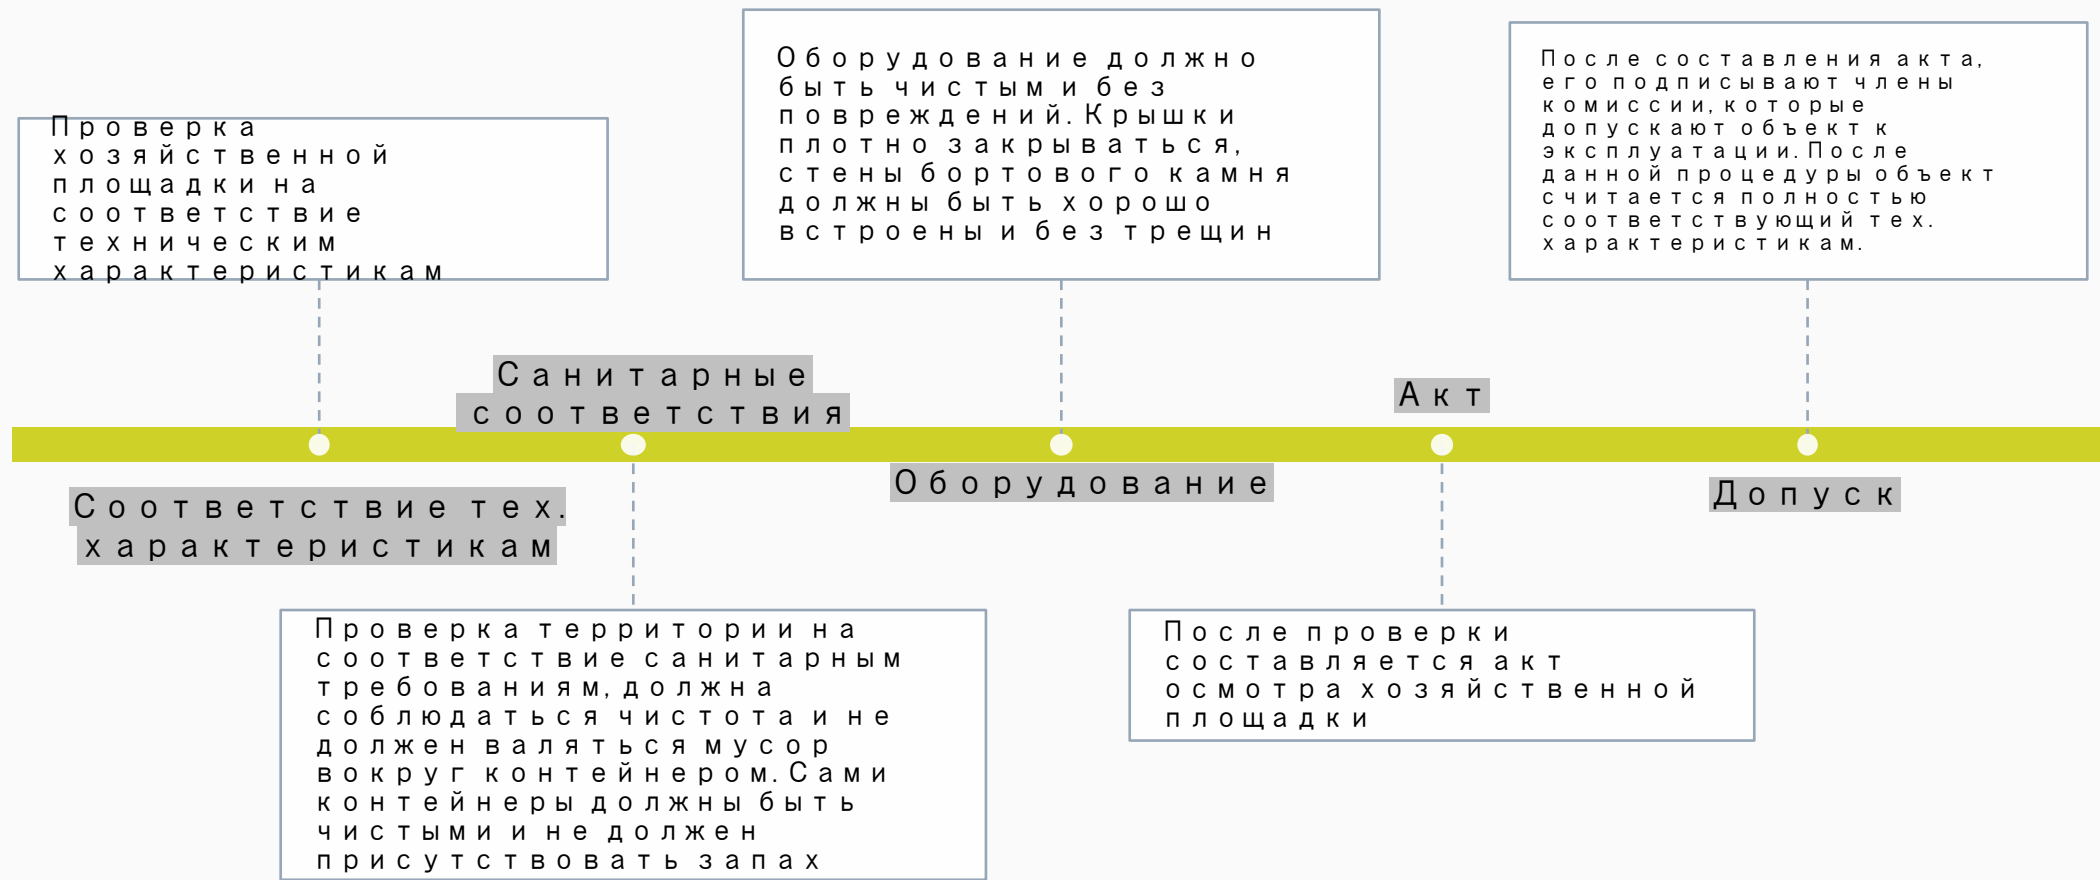 Проверка
хозяйственной
площадки на
соответствие
техническим
характеристикам
Оборудование должно
быть чистым и без
повреждений. Крышки
плотно закрываться,
стены бортового камня
должны быть хорошо
встроены и без трещин
После составления акта,
его подписывают члены
комиссии, которые
допускают объект к
эксплуатации. После
данной процедуры объект
считается полностью
соответствующий тех.
характеристикам.
Санитарные
соответствия
Акт
Соответствие тех.
характеристикам
Оборудование
Допуск
Проверка территории на
соответствие санитарным
требованиям, должна
соблюдаться чистота и не
должен валяться мусор
вокруг контейнером. Сами
контейнеры должны быть
чистыми и не должен
присутствовать запах
После проверки
составляется акт
осмотра хозяйственной
площадки